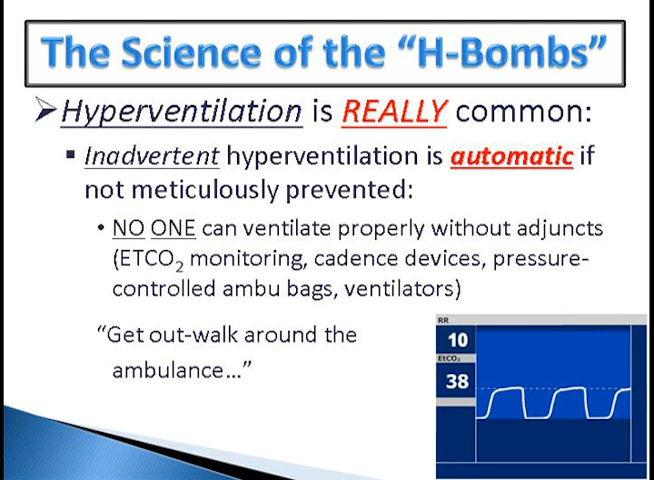 The Science of the “H-Bombs”
Hyperventilation is REALLY common:
Inadvertent hyperventilation is automatic if
not meticulously prevented:
• NO ONE can ventilate properly without adjuncts
(ETCO₂ monitoring, cadence devices, pressure-
controlled ambu bags, ventilators)
“Get out-walk around the
ambulance…”
RR
10
EtCO₂
38